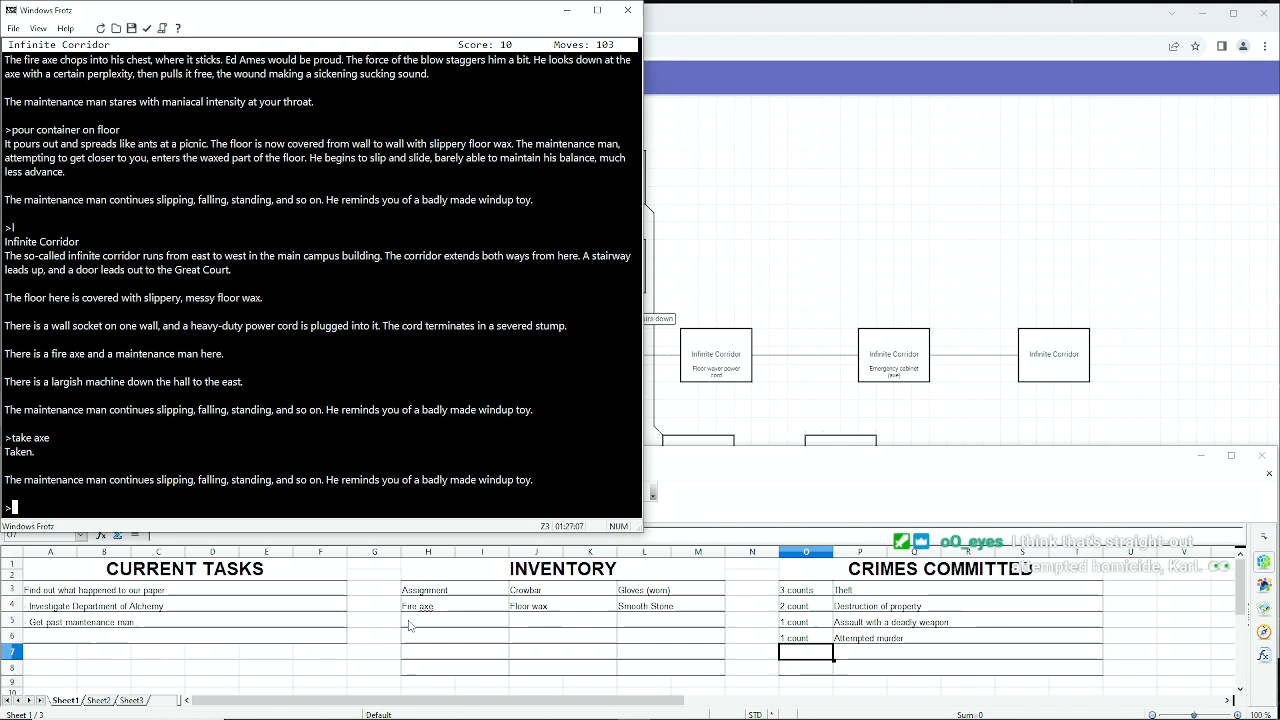 Windows Frotz
File View Help
Infinite Corridor Score: 10 Moves: 103
The fire axe chops into his chest, where it sticks. Ed Ames would be proud. The force of the blow staggers him a bit. He looks down at the
axe with a certain perplexity, then pulls it free, the wound making a sickening sucking sound.
The maintenance man stares with maniacal intensity at your throat.
>pour container on floor
It pours out and spreads like ants at a picnic. The floor is now covered from wall to wall with slippery floor wax. The maintenance man,
attempting to get closer to you, enters the waxed part of the floor. He begins to slip and slide, barely able to maintain his balance, much
less advance.
The maintenance man continues slipping, falling, standing, and so on. He reminds you of a badly made windup toy.
>l
Infinite Corridor
The so-called infinite corridor runs from east to west in the main campus building. The corridor extends both ways from here. A stairway
leads up, and a door leads out to the Great Court.
The floor here is covered with slippery, messy floor wax.
There is a wall socket on one wall, and a heavy-duty power cord is plugged into it. The cord terminates in a severed stump.
There is a fire axe and a maintenance man here.
There is a largish machine down the hall to the east.
The maintenance man continues slipping, falling, standing, and so on. He reminds you of a badly made windup toy.
>take axe
Taken.
The maintenance man continues slipping, falling, standing, and so on. He reminds you of a badly made windup toy.
>
Windows Frotz Z3 01:27:07 NUM
down
Infinite Corridor
Floor waxer power
cord
Infinite Corridor
Emergency cabinet
(axe)
Infinite Corridor
oO_eyes I think that's straight-out
attempted homicide, Karl.
A B C D E F G H I J K L M N O P Q R S T U V
1 CURRENT TASKS INVENTORY CRIMES COMMITTED
2
3 Find out what happened to our paper Assignment Crowbar Gloves (worn) 3 counts Theft
4 - Investigate Department of Alchemy Fire axe Floor wax Smooth Stone 2 count Destruction of property
5 - Get past maintenance man 1 count Assault with a deadly weapon
6 1 count Attempted murder
7
8
9
10
Sheet1 Sheet2 Sheet3
Sheet 1 / 3 Default STD * Sum=0 100 %